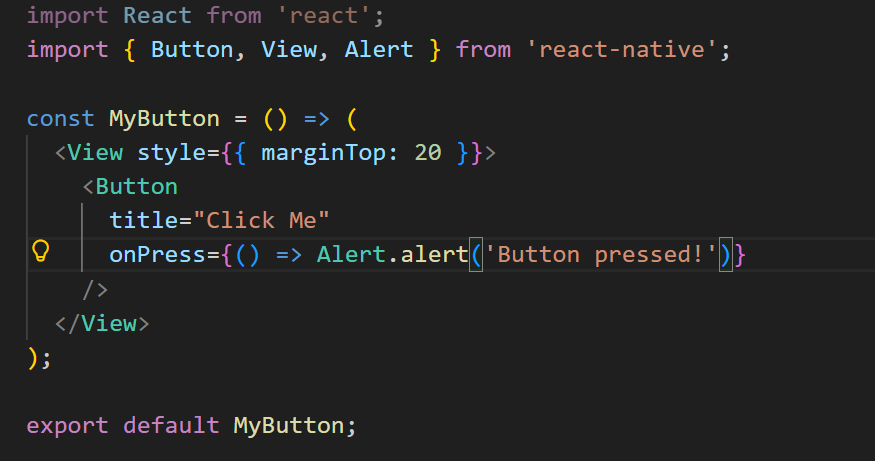 import React from 'react';
import { Button, View, Alert } from 'react-native';

const MyButton = () => (
  <View style={{ marginTop: 20 }}>
    <Button
      title="Click Me"
      onPress={() => Alert.alert('Button pressed!')}
    />
  </View>
);

export default MyButton;